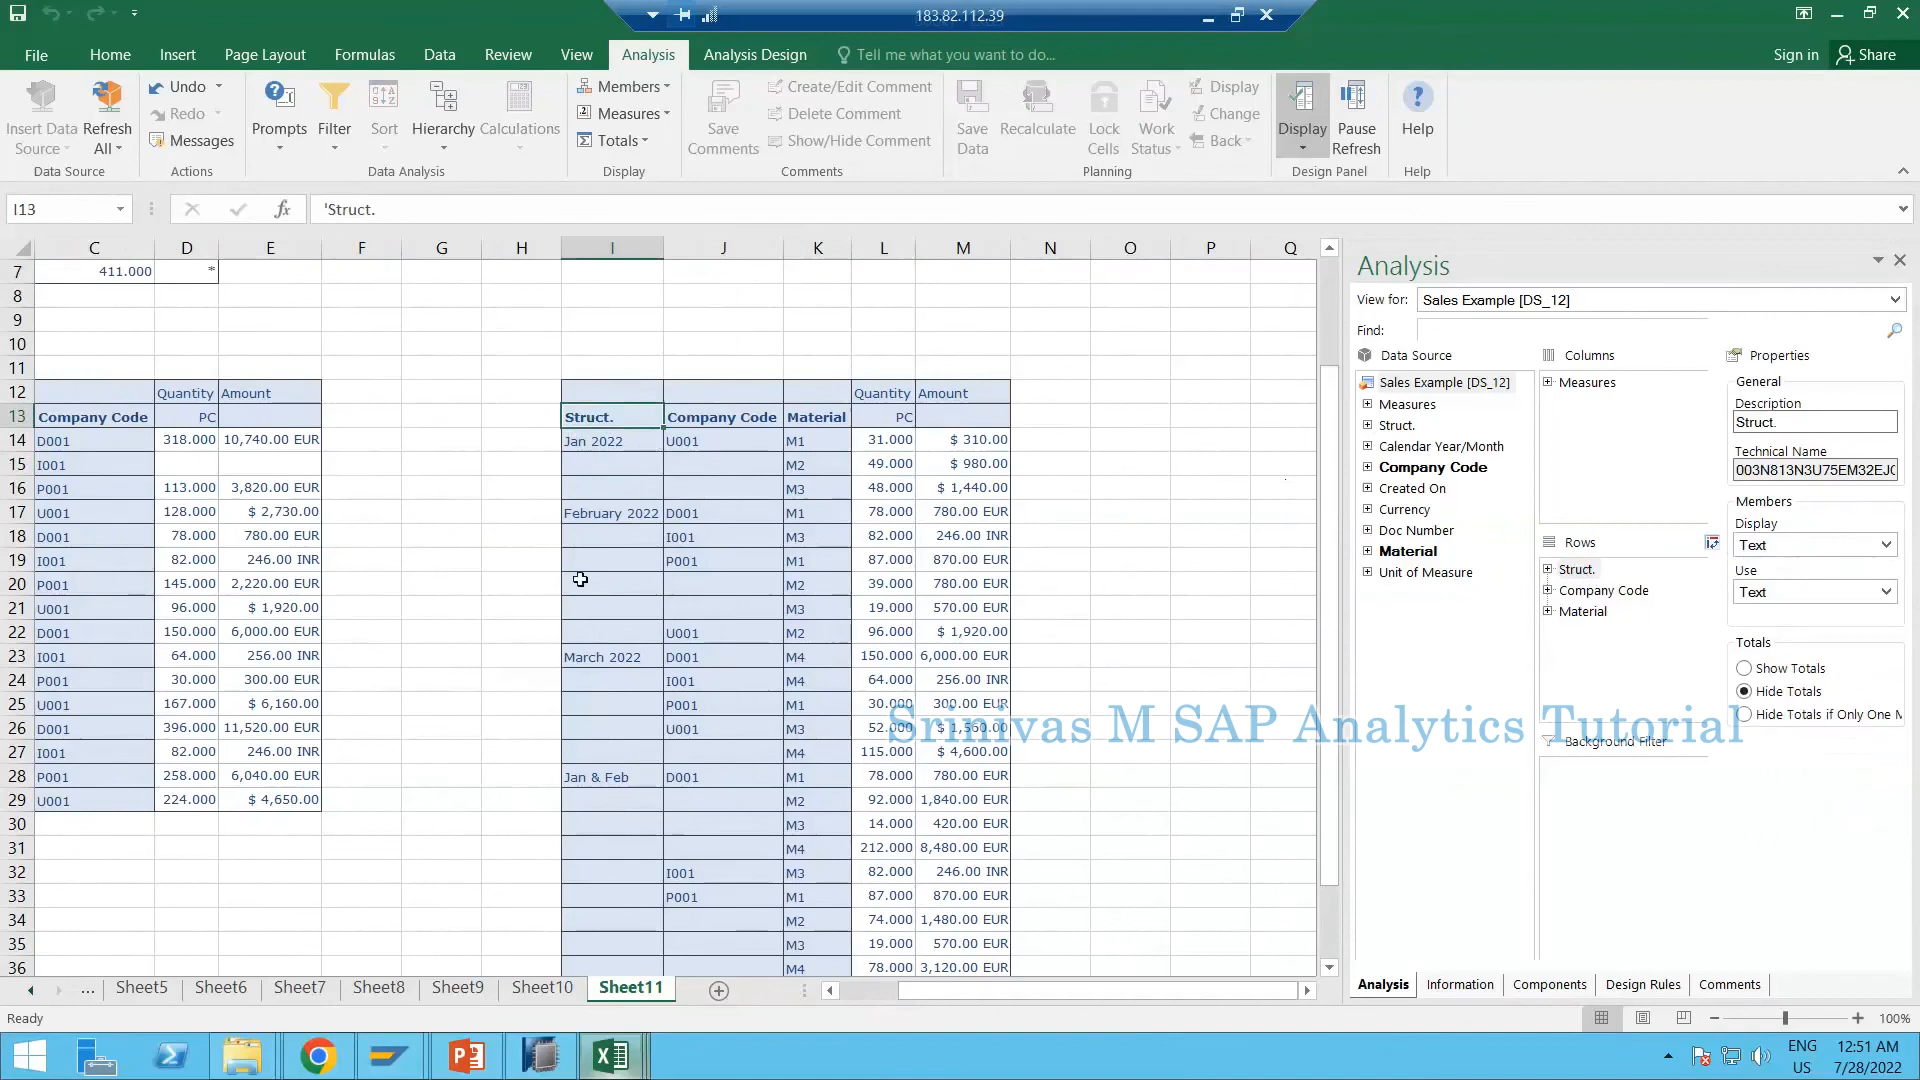 183.82.112.39
File Home Insert Page Layout Formulas Data Review View Analysis Analysis Design Tell me what you want to do... Sign in Share
Insert Data Source Refresh All Undo Redo Messages Prompts Filter Sort Hierarchy Calculations Members Measures Totals Save Comments Create/Edit Comment Delete Comment Show/Hide Comment Save Data Recalculate Lock Cells Work Status Display Change Back Display Pause Refresh Help
Data Source Actions Data Analysis Display Comments Planning Design Panel Help
I13 fx 'Struct.
C D E F G H I J K L M N O P Q
7 411.000 *
8
9
10
11
12 Quantity Amount Quantity Amount
13 Company Code PC Struct. Company Code Material PC
14 D001 318.000 10,740.00 EUR Jan 2022 U001 M1 31.000 $ 310.00
15 I001 M2 49.000 $ 980.00
16 P001 113.000 3,820.00 EUR M3 48.000 $ 1,440.00
17 U001 128.000 $ 2,730.00 February 2022 D001 M1 78.000 780.00 EUR
18 D001 78.000 780.00 EUR I001 M3 82.000 246.00 INR
19 I001 82.000 246.00 INR P001 M1 87.000 870.00 EUR
20 P001 145.000 2,220.00 EUR M2 39.000 780.00 EUR
21 U001 96.000 $ 1,920.00 M3 19.000 570.00 EUR
22 D001 150.000 6,000.00 EUR U001 M2 96.000 $ 1,920.00
23 I001 64.000 256.00 INR March 2022 D001 M4 150.000 6,000.00 EUR
24 P001 30.000 300.00 EUR I001 M4 64.000 256.00 INR
25 U001 167.000 $ 6,160.00 P001 M1 30.000 300.00 EUR
26 D001 396.000 11,520.00 EUR U001 M3 52.000 $ 1,560.00
27 I001 82.000 246.00 INR M4 115.000 $ 4,600.00
28 P001 258.000 6,040.00 EUR Jan & Feb D001 M1 78.000 780.00 EUR
29 U001 224.000 $ 4,650.00 M2 92.000 1,840.00 EUR
30 M3 14.000 420.00 EUR
31 M4 212.000 8,480.00 EUR
32 I001 M3 82.000 246.00 INR
33 P001 M1 87.000 870.00 EUR
34 M2 74.000 1,480.00 EUR
35 M3 19.000 570.00 EUR
36 M4 78.000 3,120.00 EUR
Srinivas M SAP Analytics Tutorial
Analysis
View for: Sales Example [DS_12]
Find:
Data Source
Sales Example [DS_12]
Measures
Struct.
Calendar Year/Month
Company Code
Created On
Currency
Doc Number
Material
Unit of Measure
Columns
Measures
Rows
Struct.
Company Code
Material
Background Filter
Properties
General
Description
Struct.
Technical Name
003N813N3U75EM32EJ
Members
Display
Text
Use
Text
Totals
Show Totals
Hide Totals
Hide Totals if Only One M
Analysis Information Components Design Rules Comments
... Sheet5 Sheet6 Sheet7 Sheet8 Sheet9 Sheet10 Sheet11
Ready 100%
ENG 12:51 AM
US 7/28/2022